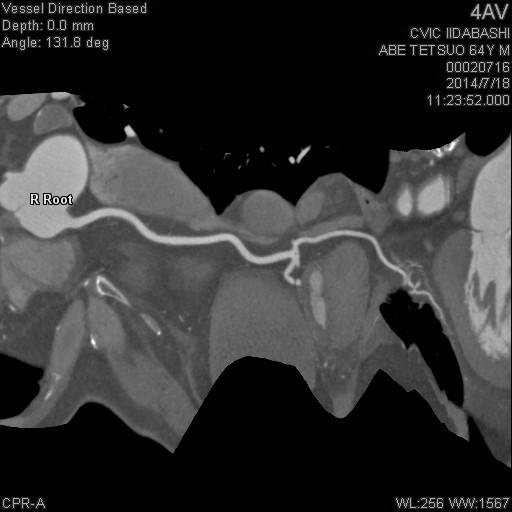 Vessel Direction Based
Depth: 0.0 mm
Angle: 131.8 deg
4AV
CVIC IIDABASHI
ABE TETSUO 64Y M
00020716
2014/7/18
11:23:52.000
R Root
CPR-A
WL:256 WW:1567